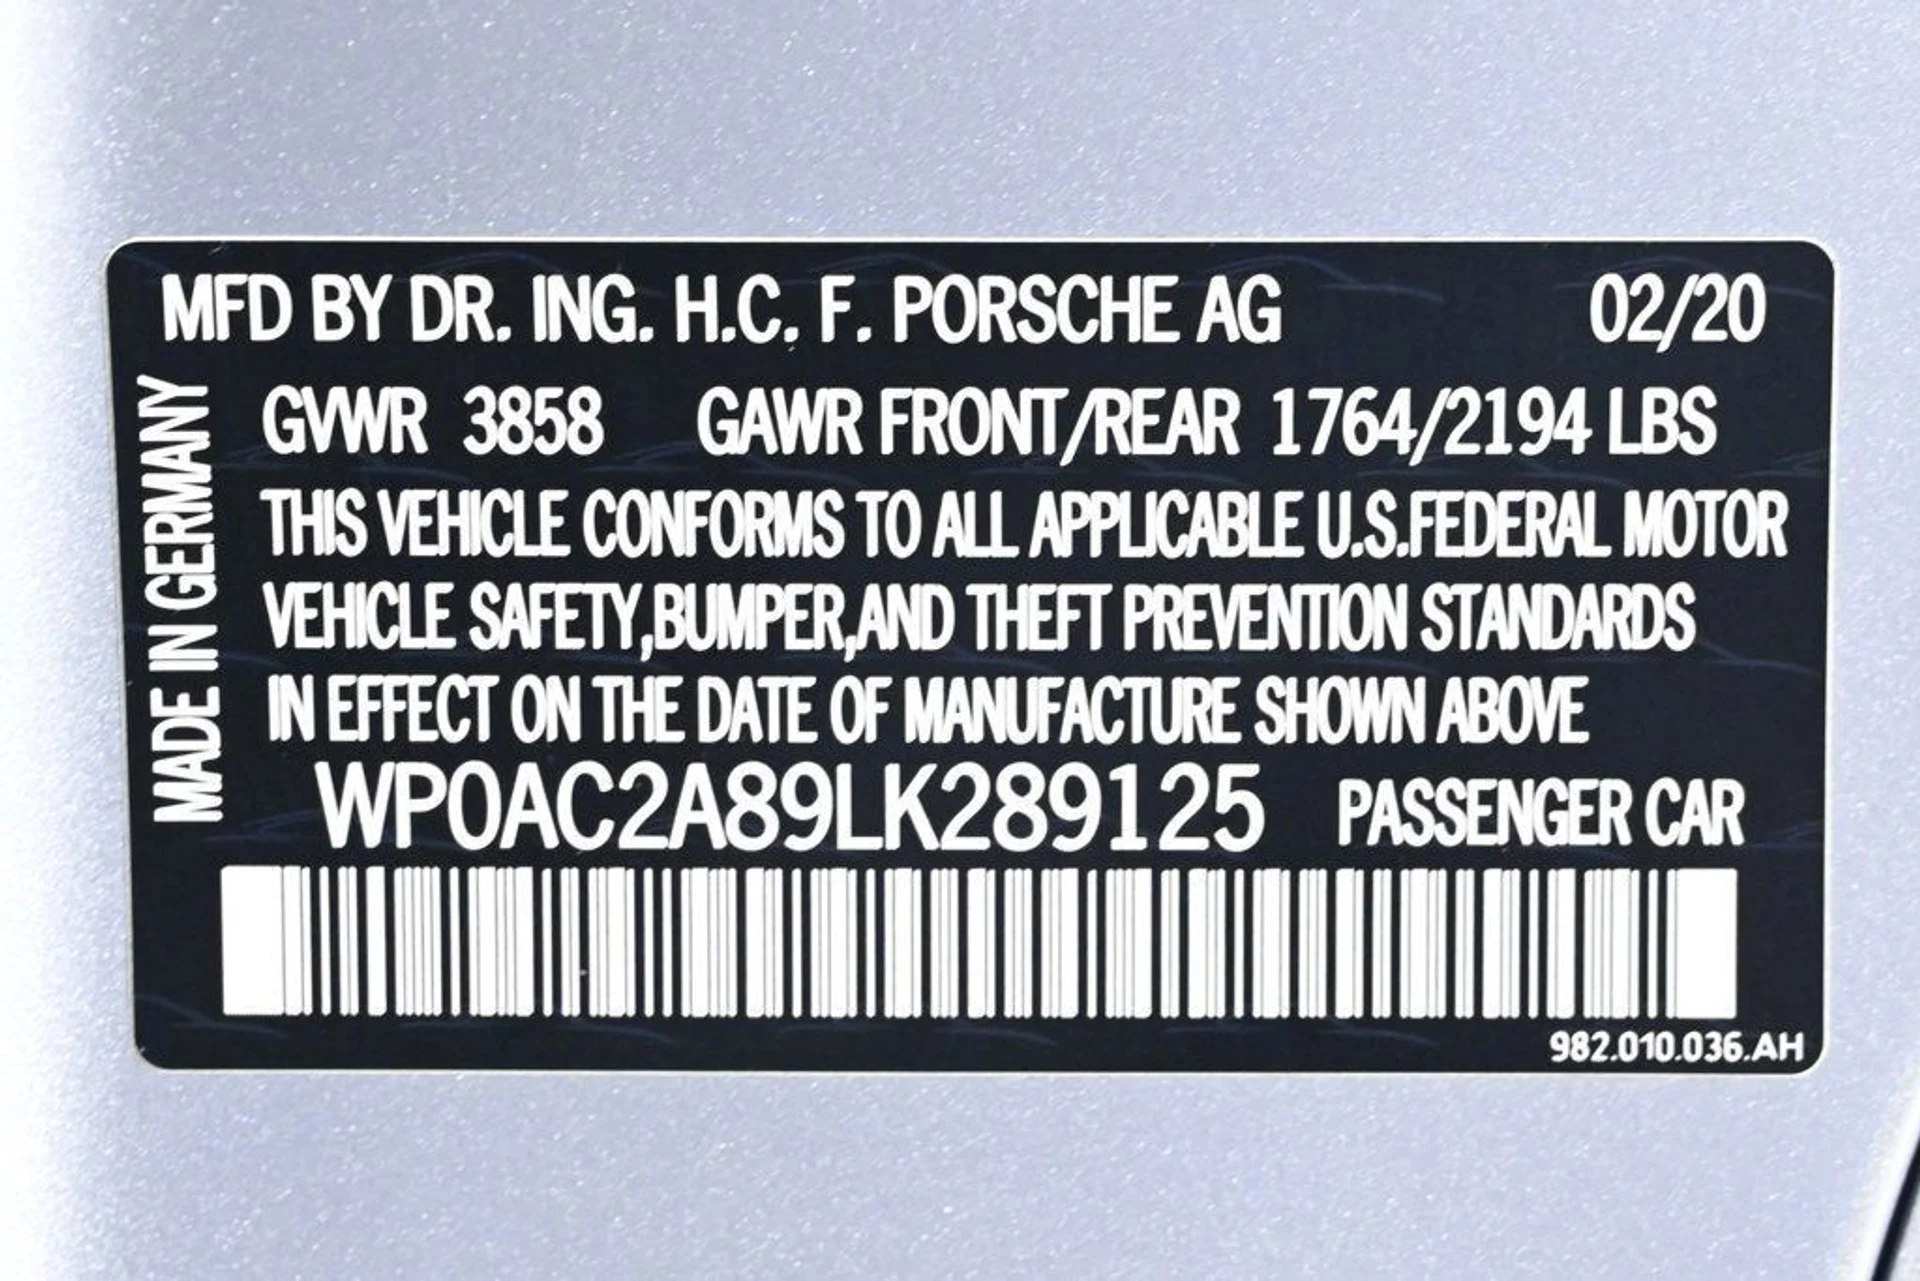 MFD BY DR. ING. H.C. F. PORSCHE AG 02/20
MADE IN GERMANY
GVWR 3858 GAWR FRONT/REAR 1764/2194 LBS
THIS VEHICLE CONFORMS TO ALL APPLICABLE U.S.FEDERAL MOTOR
VEHICLE SAFETY,BUMPER,AND THEFT PREVENTION STANDARDS
IN EFFECT ON THE DATE OF MANUFACTURE SHOWN ABOVE
WP0AC2A89LK289125 PASSENGER CAR
982.010.036.AH